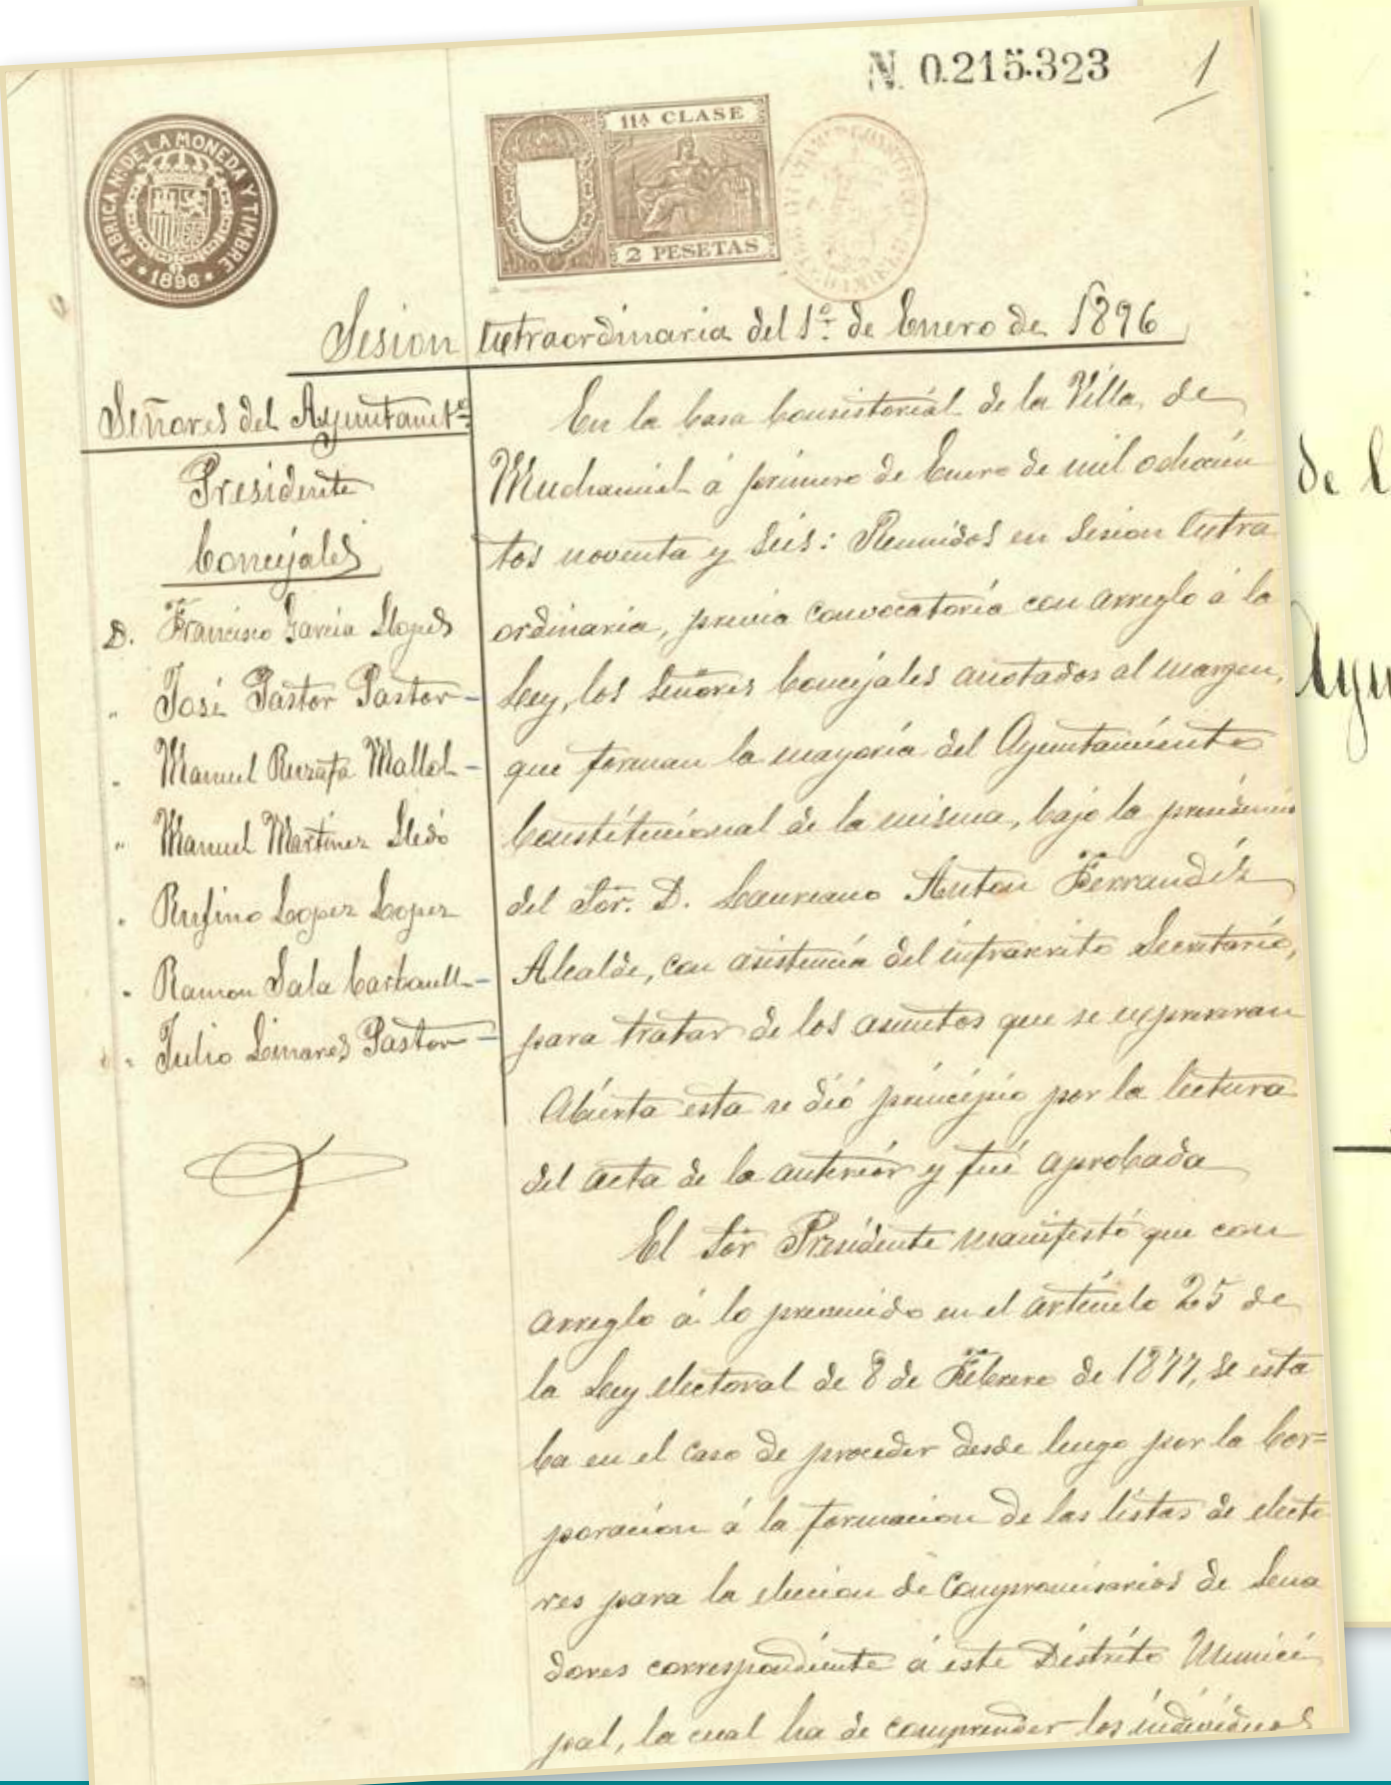 N. 0.215.323
1
FABRICA NAL DE LA MONEDA Y TIMBRE
1896
11ª CLASE
2 PESETAS
Sesion Extraordinaria del 1º de Enero de 1896
Señores del Ayuntamtº
Presidente
Concejales
D. Francisco Garcia Llopis
" José Pastor Pastor
" Manuel Ruzafa Mallol
" Manuel Martinez Lledó
" Rufino Lopez Lopez
" Ramon Sala Carbonell
" Julio Linares Pastor
En la Casa Consistorial de la Villa de
Muchamiel á primero de Enero de mil ochocien
tos noventa y seis: Reunidos en Sesion Extra
ordinaria, previa convocatoria con arreglo á la
Ley, los Señores Concejales anotados al margen,
que forman la mayoria del Ayuntamiento
Constitucional de la misma, bajo la presidencia
del Sor. D. Laureano Anton Ferrandiz
Alcalde, con asistencia del infrascrito Secretario,
para tratar de los asuntos que se expresaran
Abierta esta se dió principio por la lectura
del acta de la anterior y fué aprobada
El Sor Presidente manifestó que con
arreglo á lo prevenido en el articulo 25 de
la Ley electoral de 8 de Febrero de 1877, se esta
ba en el caso de proceder desde luego por la Cor=
poracion á la formacion de las listas de electo
res para la eleccion de Compromisarios de Sena
dores correspondiente á este Distrito Munici
pal, la cual ha de comprender los individuos
de l
Ayu